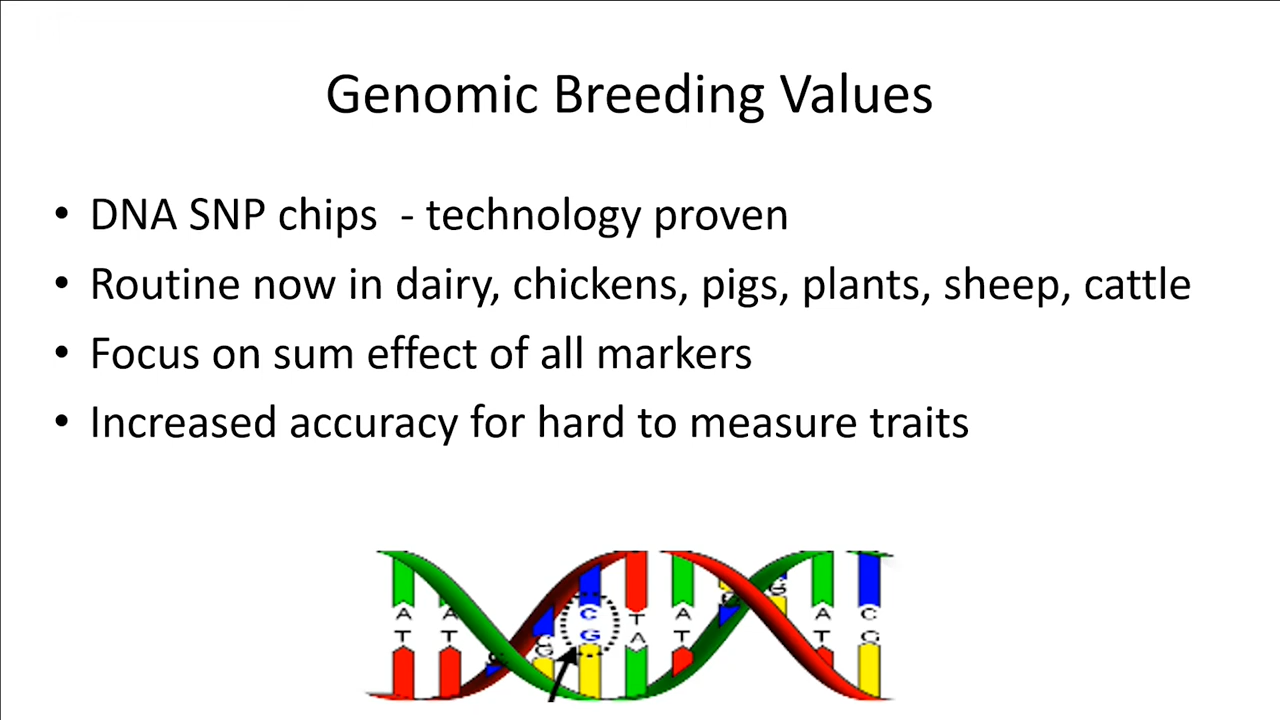 Genomic Breeding Values
• DNA SNP chips - technology proven
• Routine now in dairy, chickens, pigs, plants, sheep, cattle
• Focus on sum effect of all markers
• Increased accuracy for hard to measure traits
A A C T A A C
T T G A T T G